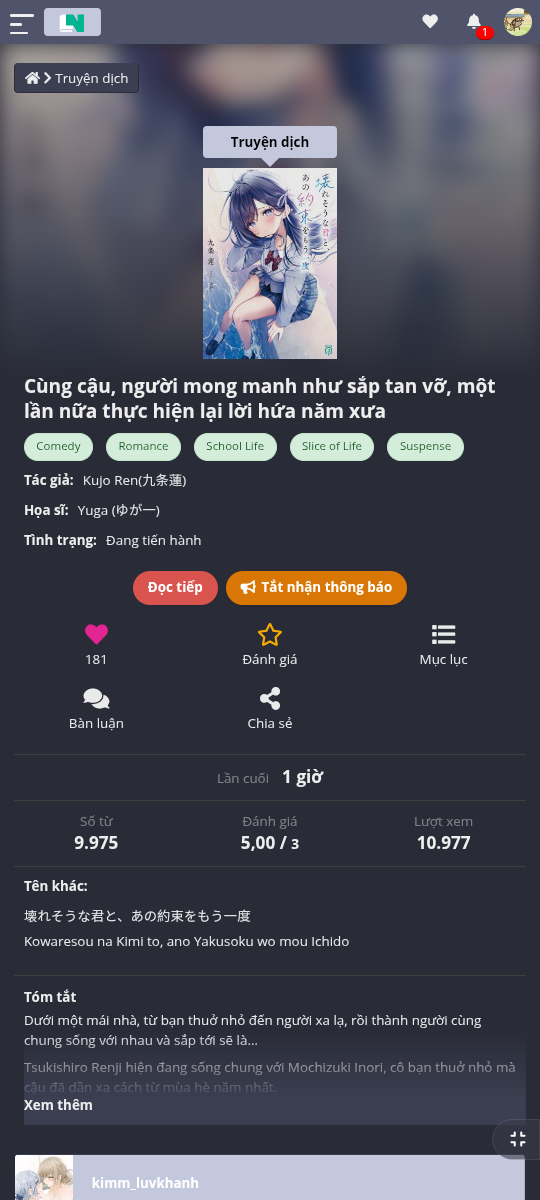 1
Truyện dịch
Truyện dịch
壊れそうな君と、
あの約束をもう一度
九条蓮
Cùng cậu, người mong manh như sắp tan vỡ, một
lần nữa thực hiện lại lời hứa năm xưa
Comedy Romance School Life Slice of Life Suspense
Tác giả: Kujo Ren(九条蓮)
Họa sĩ: Yuga (ゆが一)
Tình trạng: Đang tiến hành
Đọc tiếp Tắt nhận thông báo
181 Đánh giá Mục lục
Bàn luận Chia sẻ
Lần cuối 1 giờ
Số từ Đánh giá Lượt xem
9.975 5,00 / 3 10.977
Tên khác:
壊れそうな君と、あの約束をもう一度
Kowaresou na Kimi to, ano Yakusoku wo mou Ichido
Tóm tắt
Dưới một mái nhà, từ bạn thuở nhỏ đến người xa lạ, rồi thành người cùng
chung sống với nhau và sắp tới sẽ là...
Tsukishiro Renji hiện đang sống chung với Mochizuki Inori, cô bạn thuở nhỏ mà
cậu đã dần xa cách từ mùa hè năm nhất.
Xem thêm
kimm_luvkhanh